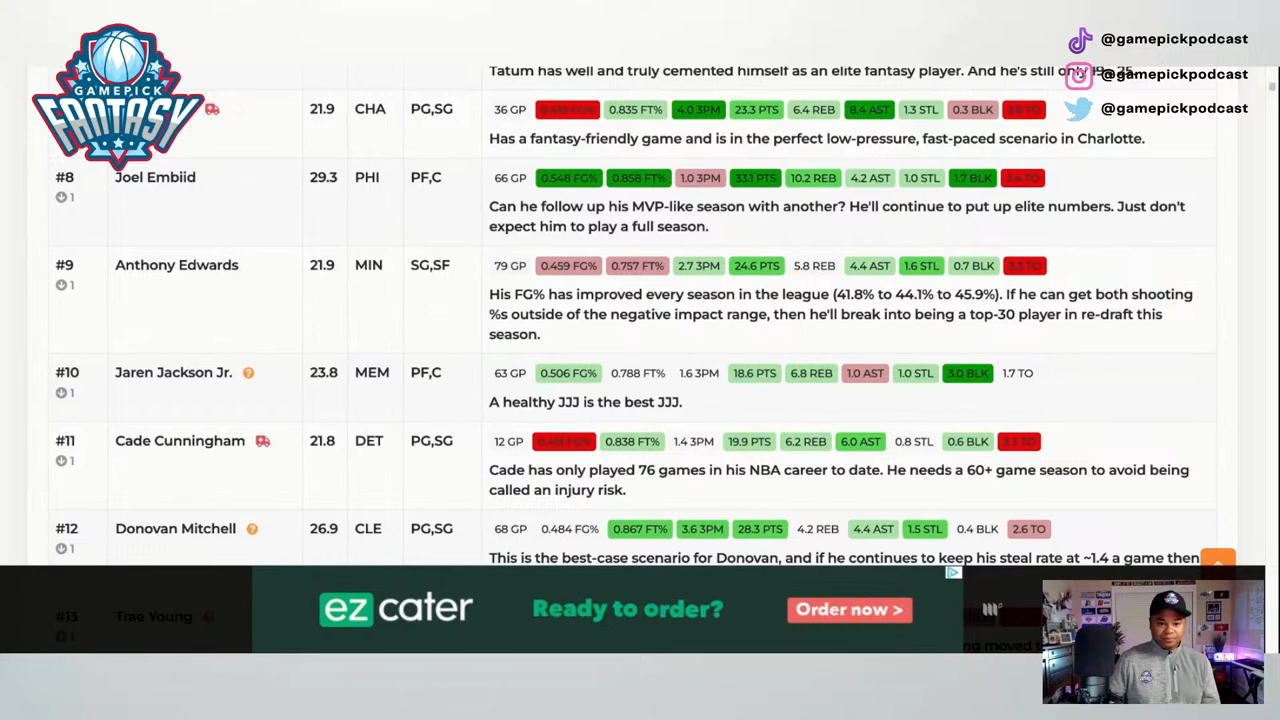 GAMEPICK
FANTASY
@gamepickpodcast
@gamepickpodcast
@gamepickpodcast
Tatum has well and truly cemented himself as an elite fantasy player. And he's still only
21.9 CHA PG,SG 36 GP 0.835 FT% 4.0 3PM 23.3 PTS 6.4 REB 8.4 AST 1.3 STL 0.3 BLK
Has a fantasy-friendly game and is in the perfect low-pressure, fast-paced scenario in Charlotte.
#8 Joel Embiid 29.3 PHI PF,C 66 GP 0.548 FG% 0.858 FT% 1.0 3PM 33.1 PTS 10.2 REB 4.2 AST 1.0 STL 1.7 BLK 3.4 TO
1
Can he follow up his MVP-like season with another? He'll continue to put up elite numbers. Just don't
expect him to play a full season.
#9 Anthony Edwards 21.9 MIN SG,SF 79 GP 0.459 FG% 0.757 FT% 2.7 3PM 24.6 PTS 5.8 REB 4.4 AST 1.6 STL 0.7 BLK 3.3 TO
1
His FG% has improved every season in the league (41.8% to 44.1% to 45.9%). If he can get both shooting
%s outside of the negative impact range, then he'll break into being a top-30 player in re-draft this
season.
#10 Jaren Jackson Jr. ? 23.8 MEM PF,C 63 GP 0.506 FG% 0.788 FT% 1.6 3PM 18.6 PTS 6.8 REB 1.0 AST 1.0 STL 3.0 BLK 1.7 TO
1
A healthy JJJ is the best JJJ.
#11 Cade Cunningham 21.8 DET PG,SG 12 GP 0.838 FT% 1.4 3PM 19.9 PTS 6.2 REB 6.0 AST 0.8 STL 0.6 BLK 3.3 TO
1
Cade has only played 76 games in his NBA career to date. He needs a 60+ game season to avoid being
called an injury risk.
#12 Donovan Mitchell ? 26.9 CLE PG,SG 68 GP 0.484 FG% 0.867 FT% 3.6 3PM 28.3 PTS 4.2 REB 4.4 AST 1.5 STL 0.4 BLK 2.6 TO
1
This is the best-case scenario for Donovan, and if he continues to keep his steal rate at ~1.4 a game then
#13 Trae Young
1
ez cater Ready to order? Order now >
moved